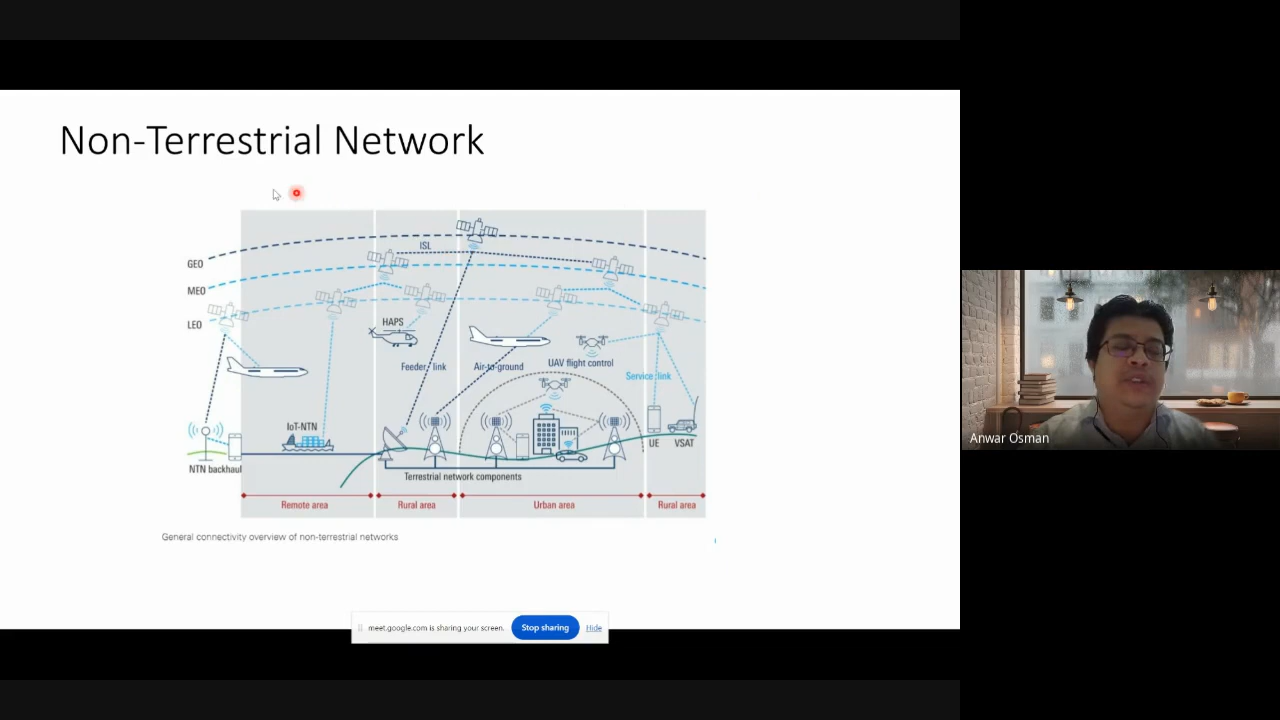 Non-Terrestrial Network
ISL
GEO
MEO
LEO
HAPS
Feeder link
Air-to-ground
UAV flight control
Service link
IoT-NTN
UE
VSAT
NTN backhaul
Terrestrial network components
Remote area
Rural area
Urban area
Rural area
General connectivity overview of non-terrestrial networks
meet.google.com is sharing your screen.
Stop sharing
Hide
Anwar Osman